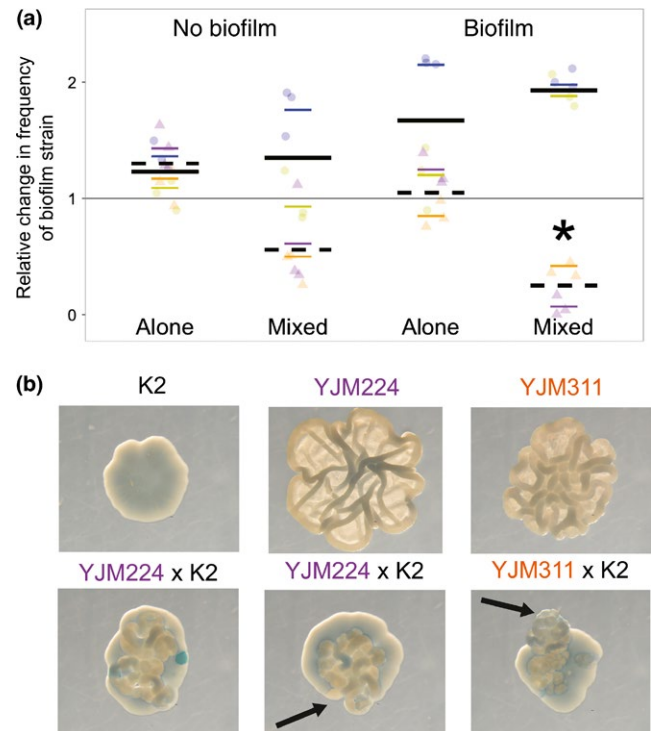 (a)
No biofilm Biofilm
Relative change in frequency
of biofilm strain
2
1
0
*
Alone Mixed Alone Mixed
(b)
K2 YJM224 YJM311
YJM224 x K2 YJM224 x K2 YJM311 x K2